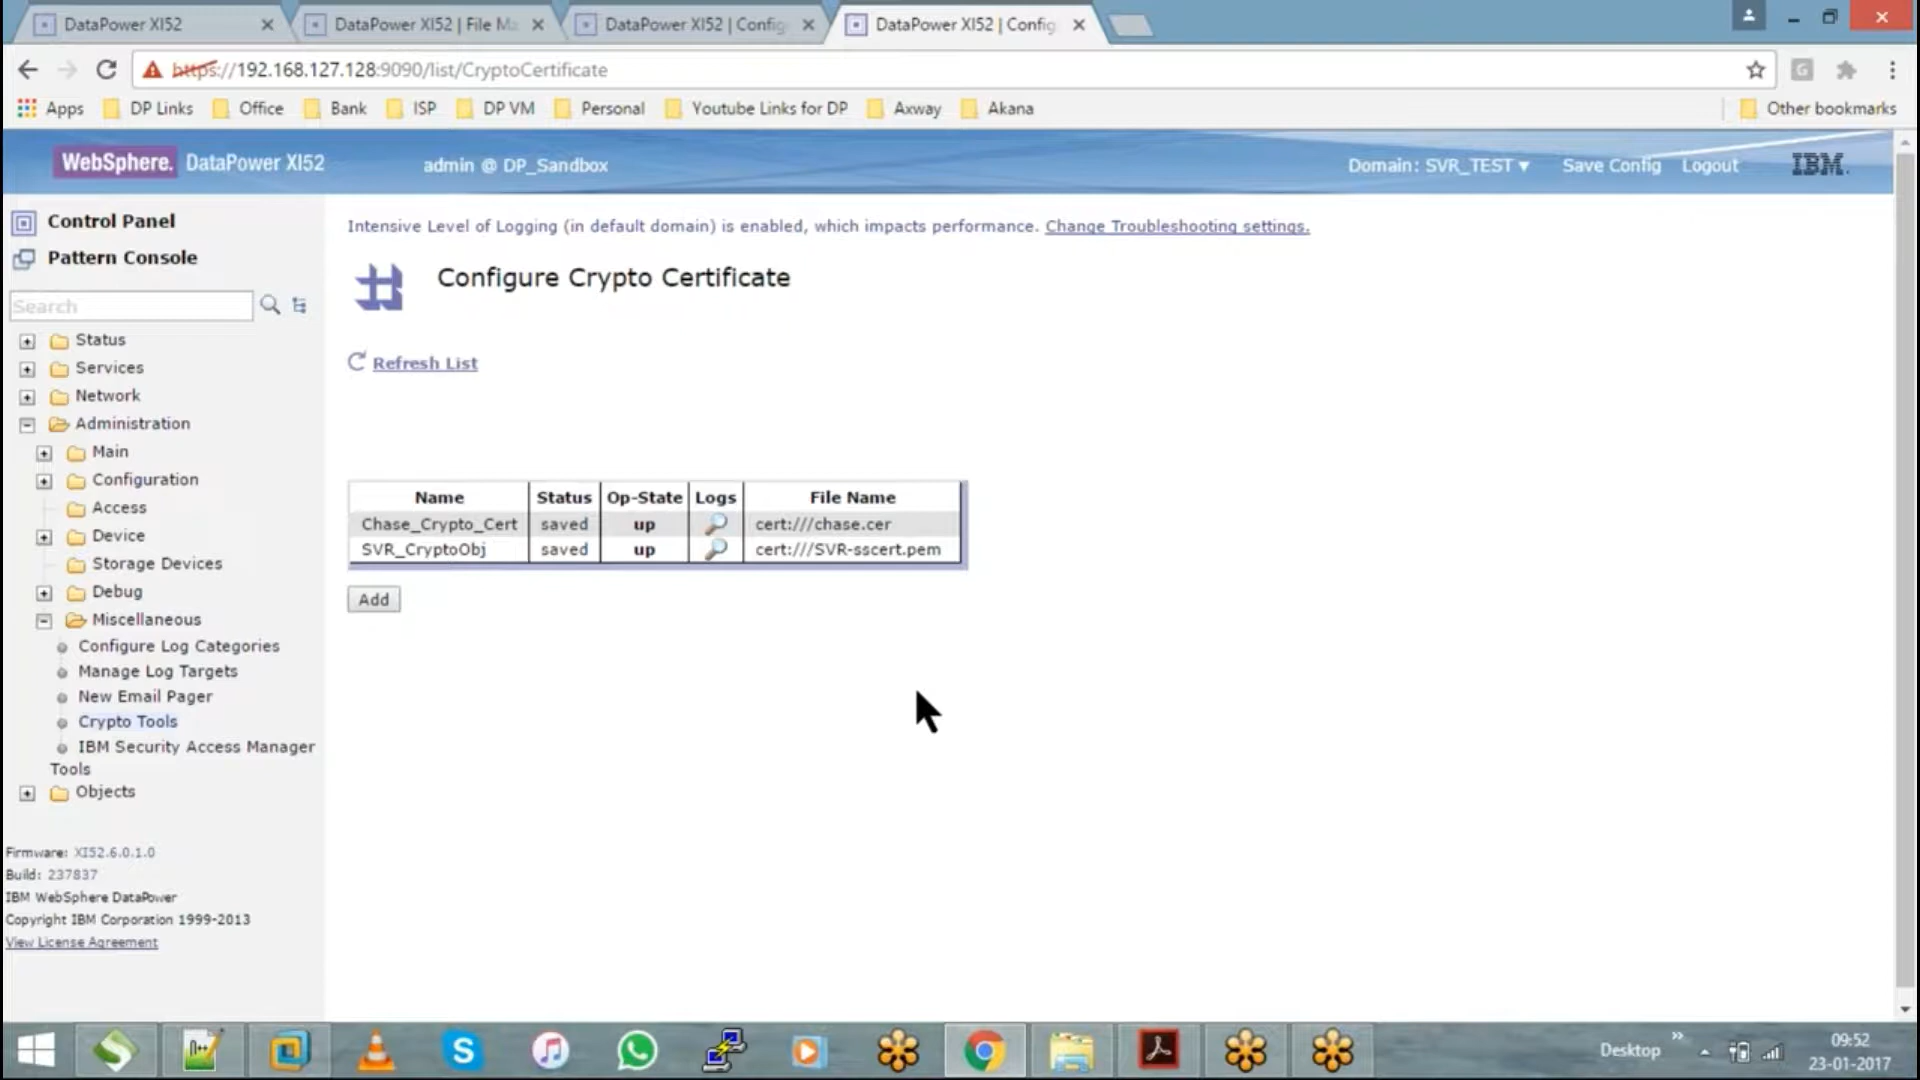 DataPower XI52
DataPower XI52 | File Ma
DataPower XI52 | Config
DataPower XI52 | Config
https://192.168.127.128:9090/list/CryptoCertificate
Apps
DP Links
Office
Bank
ISP
DP VM
Personal
Youtube Links for DP
Axway
Akana
Other bookmarks
WebSphere. DataPower XI52
admin @ DP_Sandbox
Domain: SVR_TEST
Save Config
Logout
IBM.
Control Panel
Pattern Console
Search
Status
Services
Network
Administration
Main
Configuration
Access
Device
Storage Devices
Debug
Miscellaneous
Configure Log Categories
Manage Log Targets
New Email Pager
Crypto Tools
IBM Security Access Manager
Tools
Objects
Firmware: XI52.6.0.1.0
Build: 237837
IBM WebSphere DataPower
Copyright IBM Corporation 1999-2013
View License Agreement
Intensive Level of Logging (in default domain) is enabled, which impacts performance. Change Troubleshooting settings.
Configure Crypto Certificate
Refresh List
Name Status Op-State Logs File Name
Chase_Crypto_Cert saved up cert:///chase.cer
SVR_CryptoObj saved up cert:///SVR-sscert.pem
Add
Desktop
09:52
23-01-2017